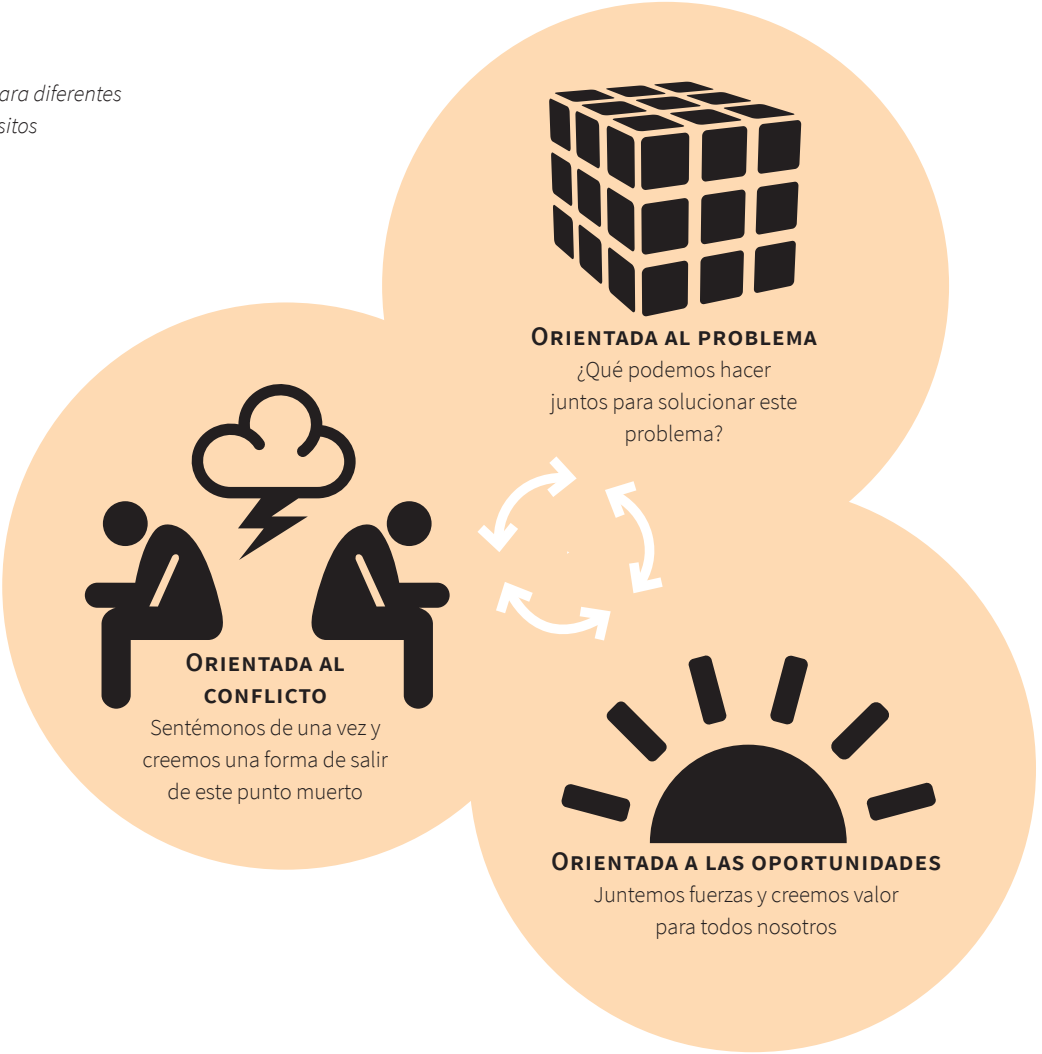 ara diferentes
sitos
Orientada al problema
¿Qué podemos hacer
juntos para solucionar este
problema?
Orientada al
conflicto
Sentémonos de una vez y
creemos una forma de salir
de este punto muerto
Orientada a las oportunidades
Juntemos fuerzas y creemos valor
para todos nosotros